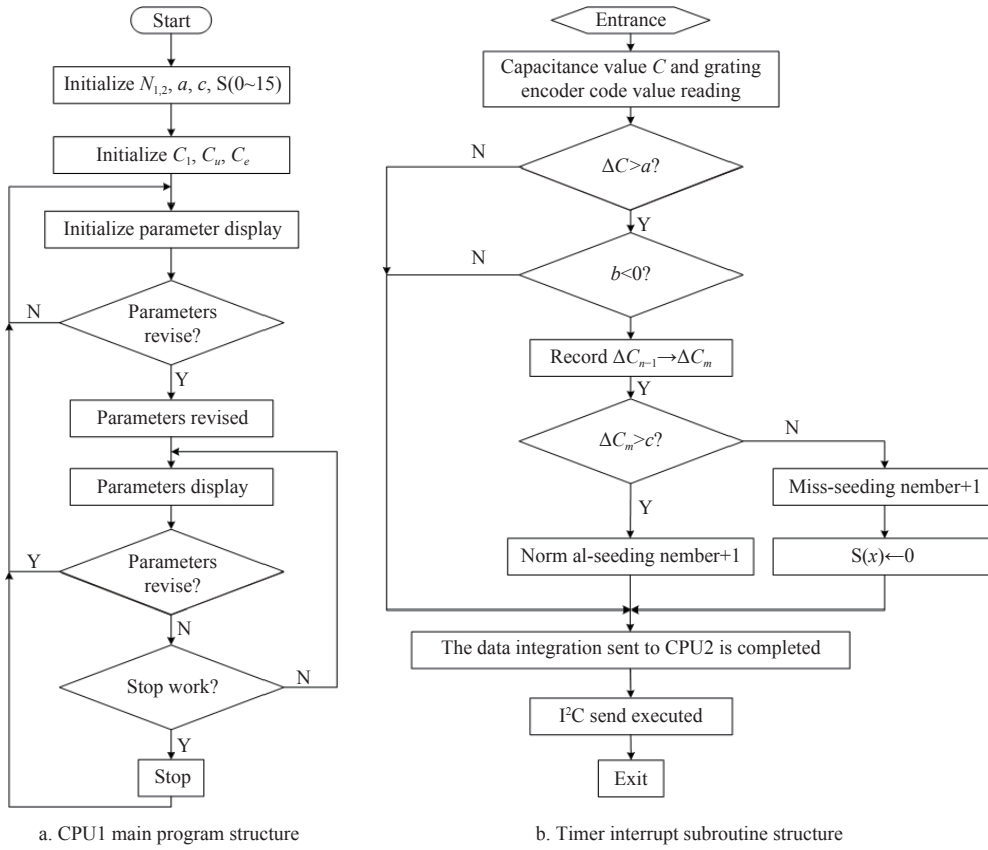 Start
Initialize N1,2, a, c, S(0~15)
Initialize C1, Cu, Ce
Initialize parameter display
N
Parameters
revise?
Y
Parameters revised
Parameters display
Y
Parameters
revise?
N
Stop work?
N
Y
Stop
a. CPU1 main program structure
Entrance
Capacitance value C and grating
encoder code value reading
N
ΔC>a?
Y
N
b<0?
Record ΔCn−1→ΔCm
Y
ΔCm>c?
N
Y
Miss-seeding nember+1
Norm al-seeding nember+1
S(x)←0
The data integration sent to CPU2 is completed
I²C send executed
Exit
b. Timer interrupt subroutine structure